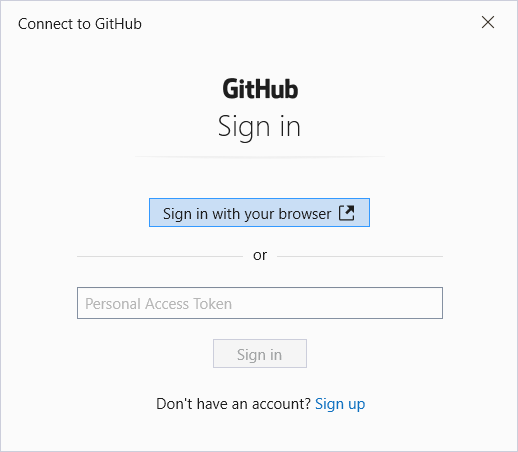 Connect to GitHub
GitHub
Sign in
Sign in with your browser
or
Personal Access Token
Sign in
Don't have an account? Sign up